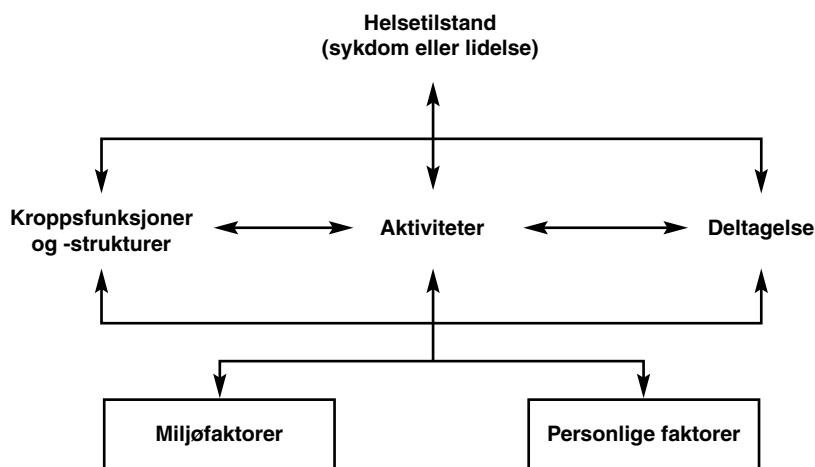 Helsetilstand
(sykdom eller lidelse)
Kroppsfunksjoner
og -strukturer
Aktiviteter
Deltagelse
Miljøfaktorer
Personlige faktorer